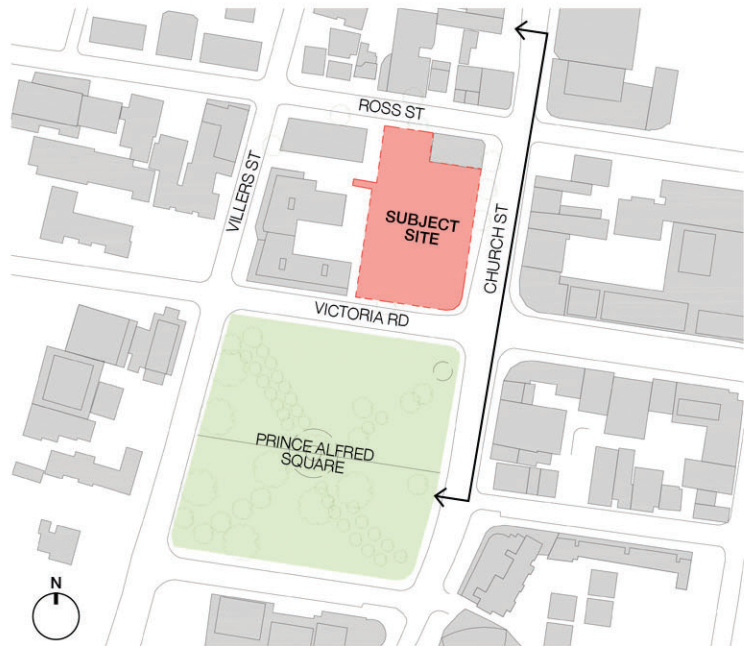 ROSS ST
VILLERS ST
SUBJECT
SITE
CHURCH ST
VICTORIA RD
PRINCE ALFRED
SQUARE
N